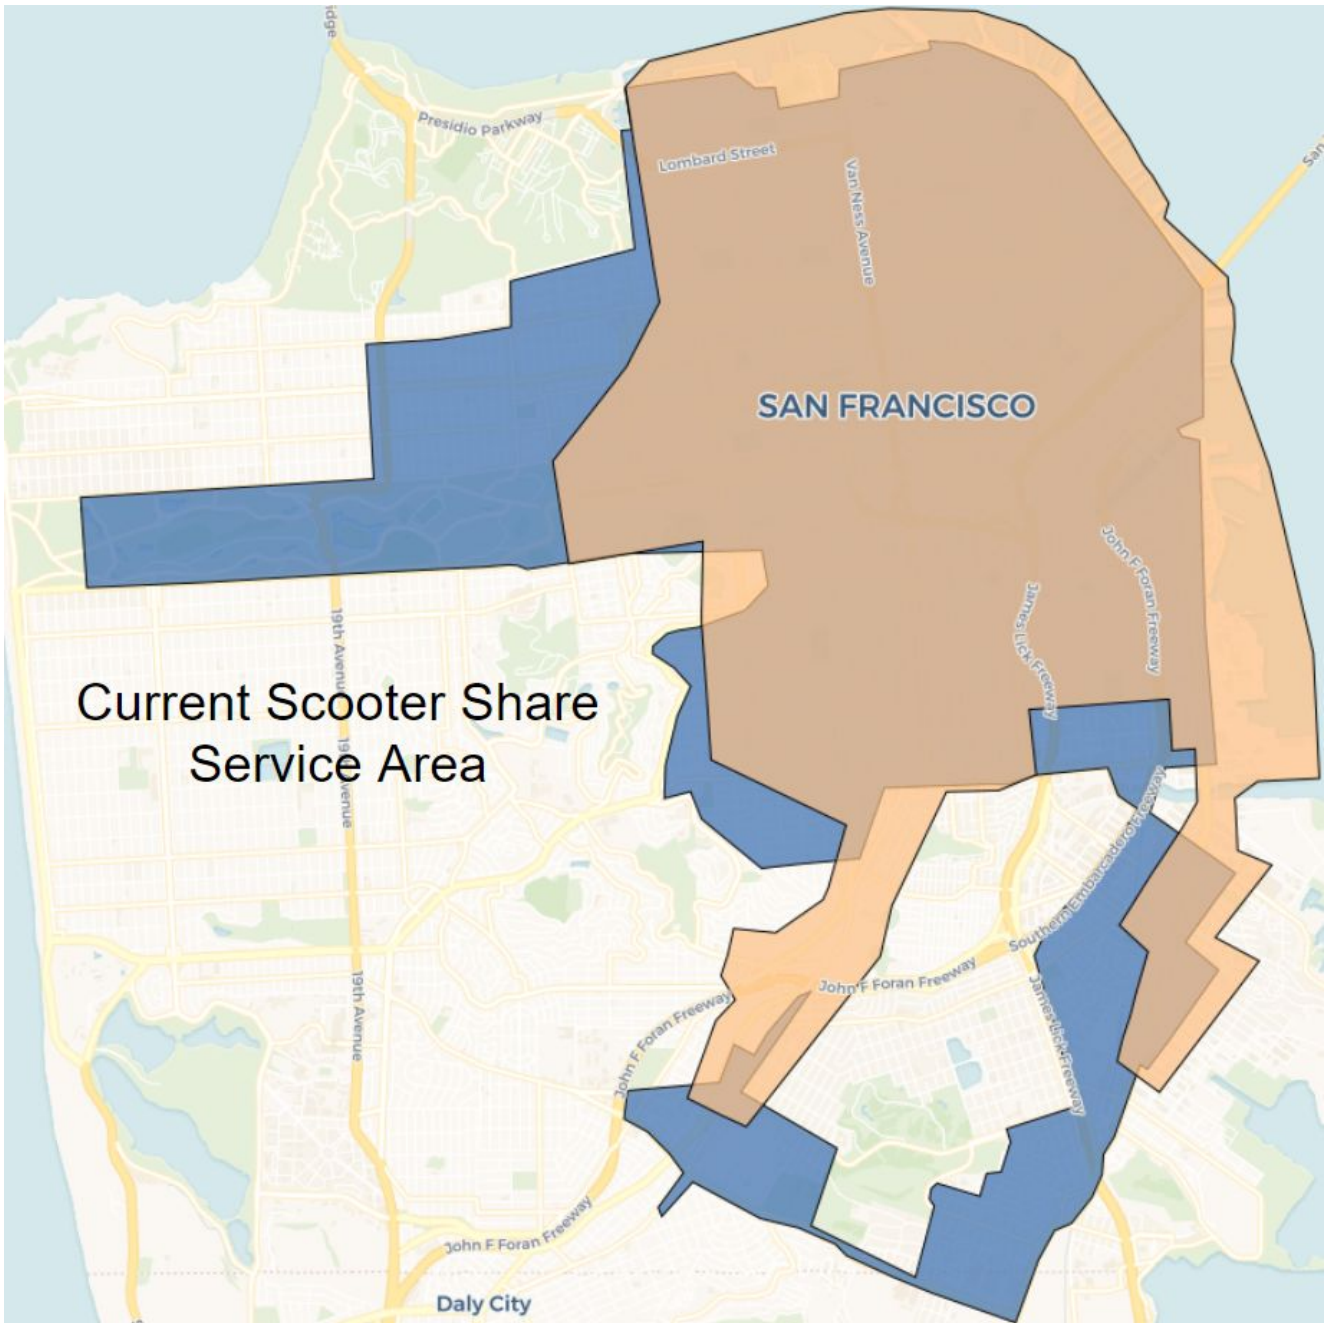 idge
Presidio Parkway
Lombard Street
Van Ness Avenue
San
SAN FRANCISCO
John F Foran Freeway
James Lick Freeway
19th Avenue
Current Scooter Share
Service Area
19th Avenue
Southern Embarcadero Freeway
John F Foran Freeway
John F Foran Freeway
19th Avenue
James Lick Freeway
John F Foran Freeway
Daly City